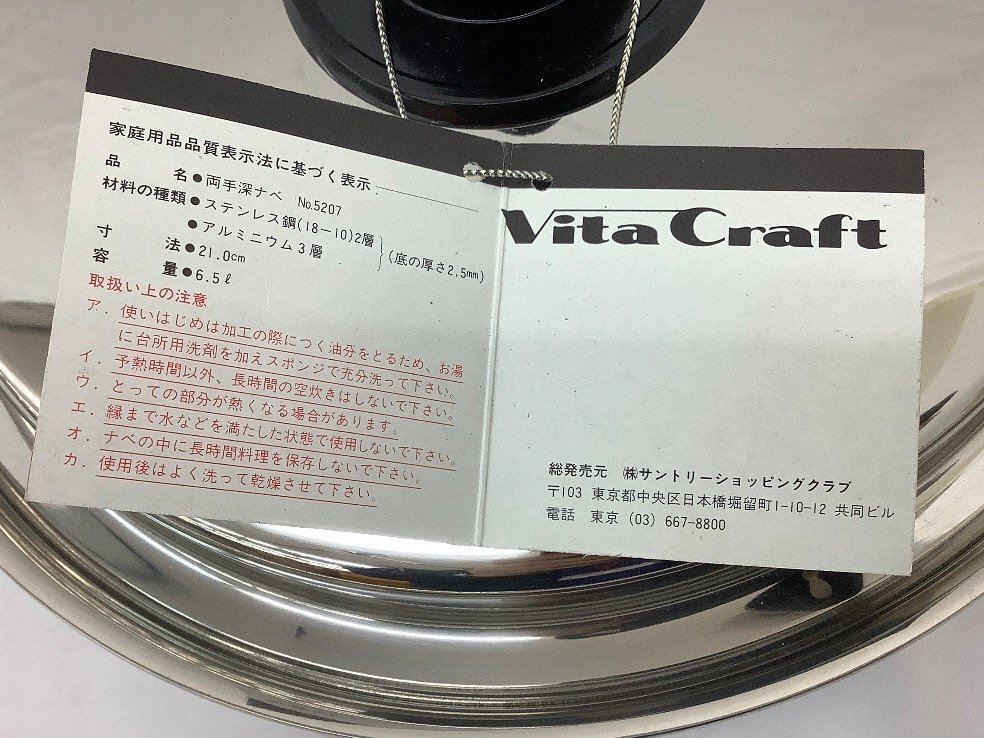 家庭用品品質表示法に基づく表示
品名●両手深ナベ No.5207
材料の種類●ステンレス鋼(18-10)2層
●アルミニウム3層
(底の厚さ2.5mm)
寸法●21.0cm
容量●6.5ℓ
取扱い上の注意
ア．使いはじめは加工の際につく油分をとるため、お湯
に台所用洗剤を加えスポンジで充分洗って下さい。
イ．予熱時間以外、長時間の空炊きはしないで下さい。
ウ．とっての部分が熱くなる場合があります。
エ．縁まで水などを満たした状態で使用しないで下さい。
オ．ナベの中に長時間料理を保存しないで下さい。
カ．使用後はよく洗って乾燥させて下さい。
Vita Craft
総発売元 ㈱サントリーショッピングクラブ
〒103 東京都中央区日本橋堀留町1-10-12 共同ビル
電話 東京 (03) 667-8800